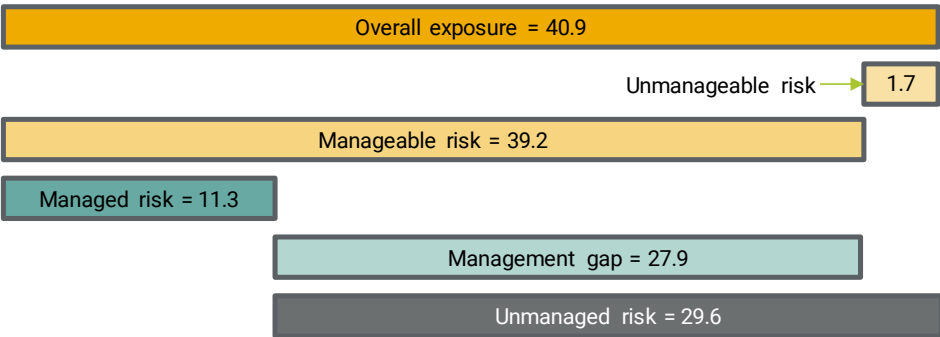 Overall exposure = 40.9
Unmanageable risk 1.7
Manageable risk = 39.2
Managed risk = 11.3
Management gap = 27.9
Unmanaged risk = 29.6